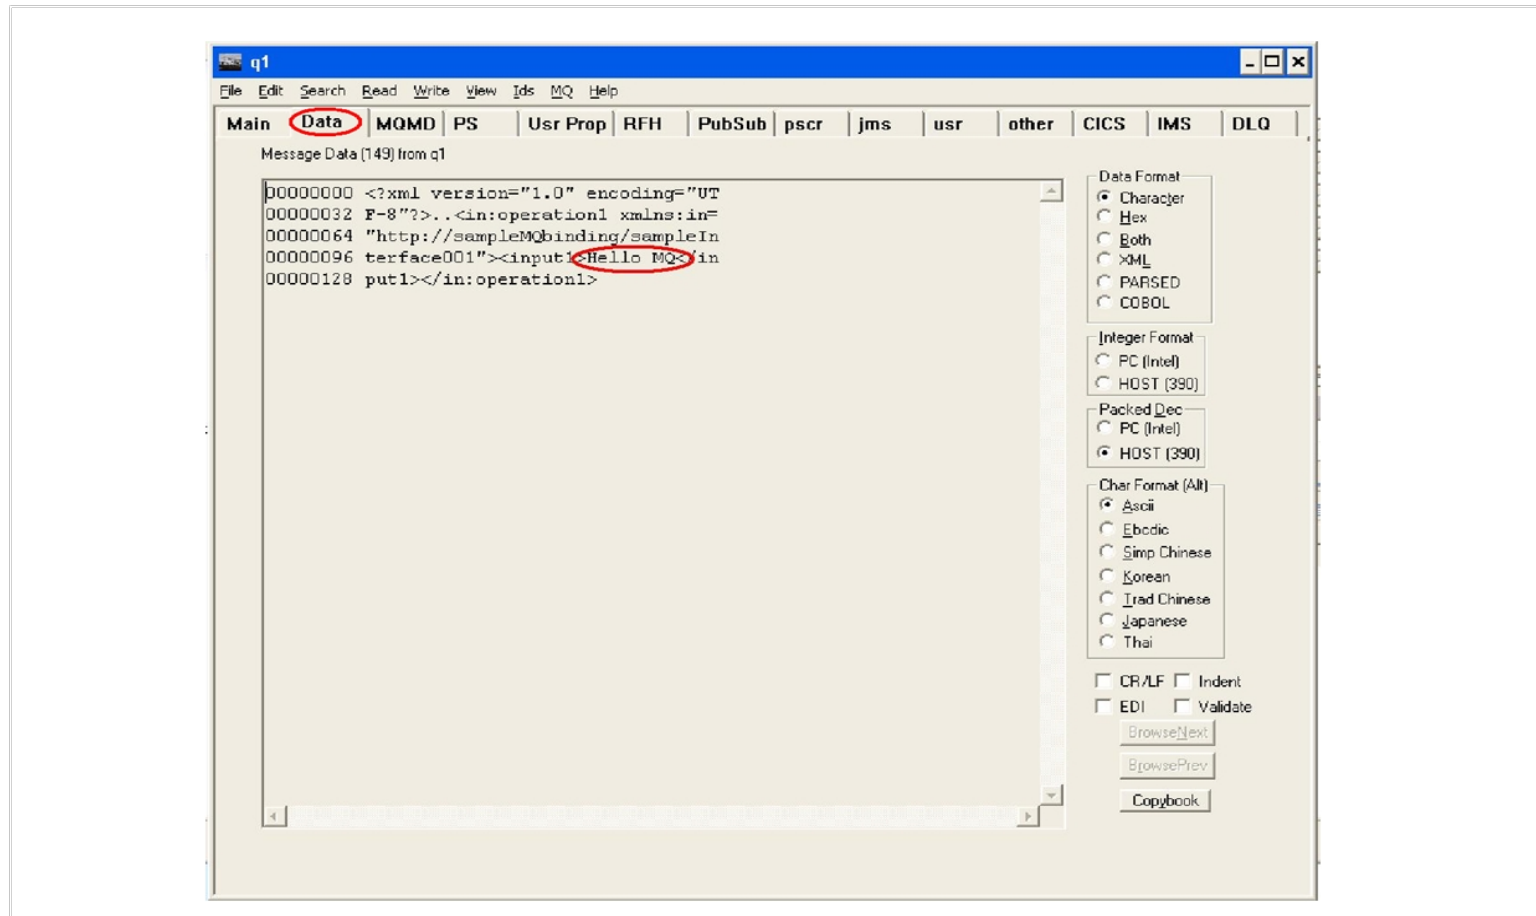 q1
File Edit Search Read Write View Ids MQ Help
Main Data MQMD PS Usr Prop RFH PubSub pscr jms usr other CICS IMS DLQ
Message Data (149) from q1
00000000 <?xml version="1.0" encoding="UT
00000032 F-8"?>..<in:operation1 xmlns:in=
00000064 "http://sampleMQbinding/sampleIn
00000096 terface001"><input1>Hello MQ</in
00000128 put1></in:operation1>
Data Format
Character
Hex
Both
XML
PARSED
COBOL
Integer Format
PC (Intel)
HOST (390)
Packed Dec
PC (Intel)
HOST (390)
Char Format (Alt)
Ascii
Ebcdic
Simp Chinese
Korean
Trad Chinese
Japanese
Thai
CR/LF Indent
EDI Validate
BrowseNext
BrowsePrev
Copybook